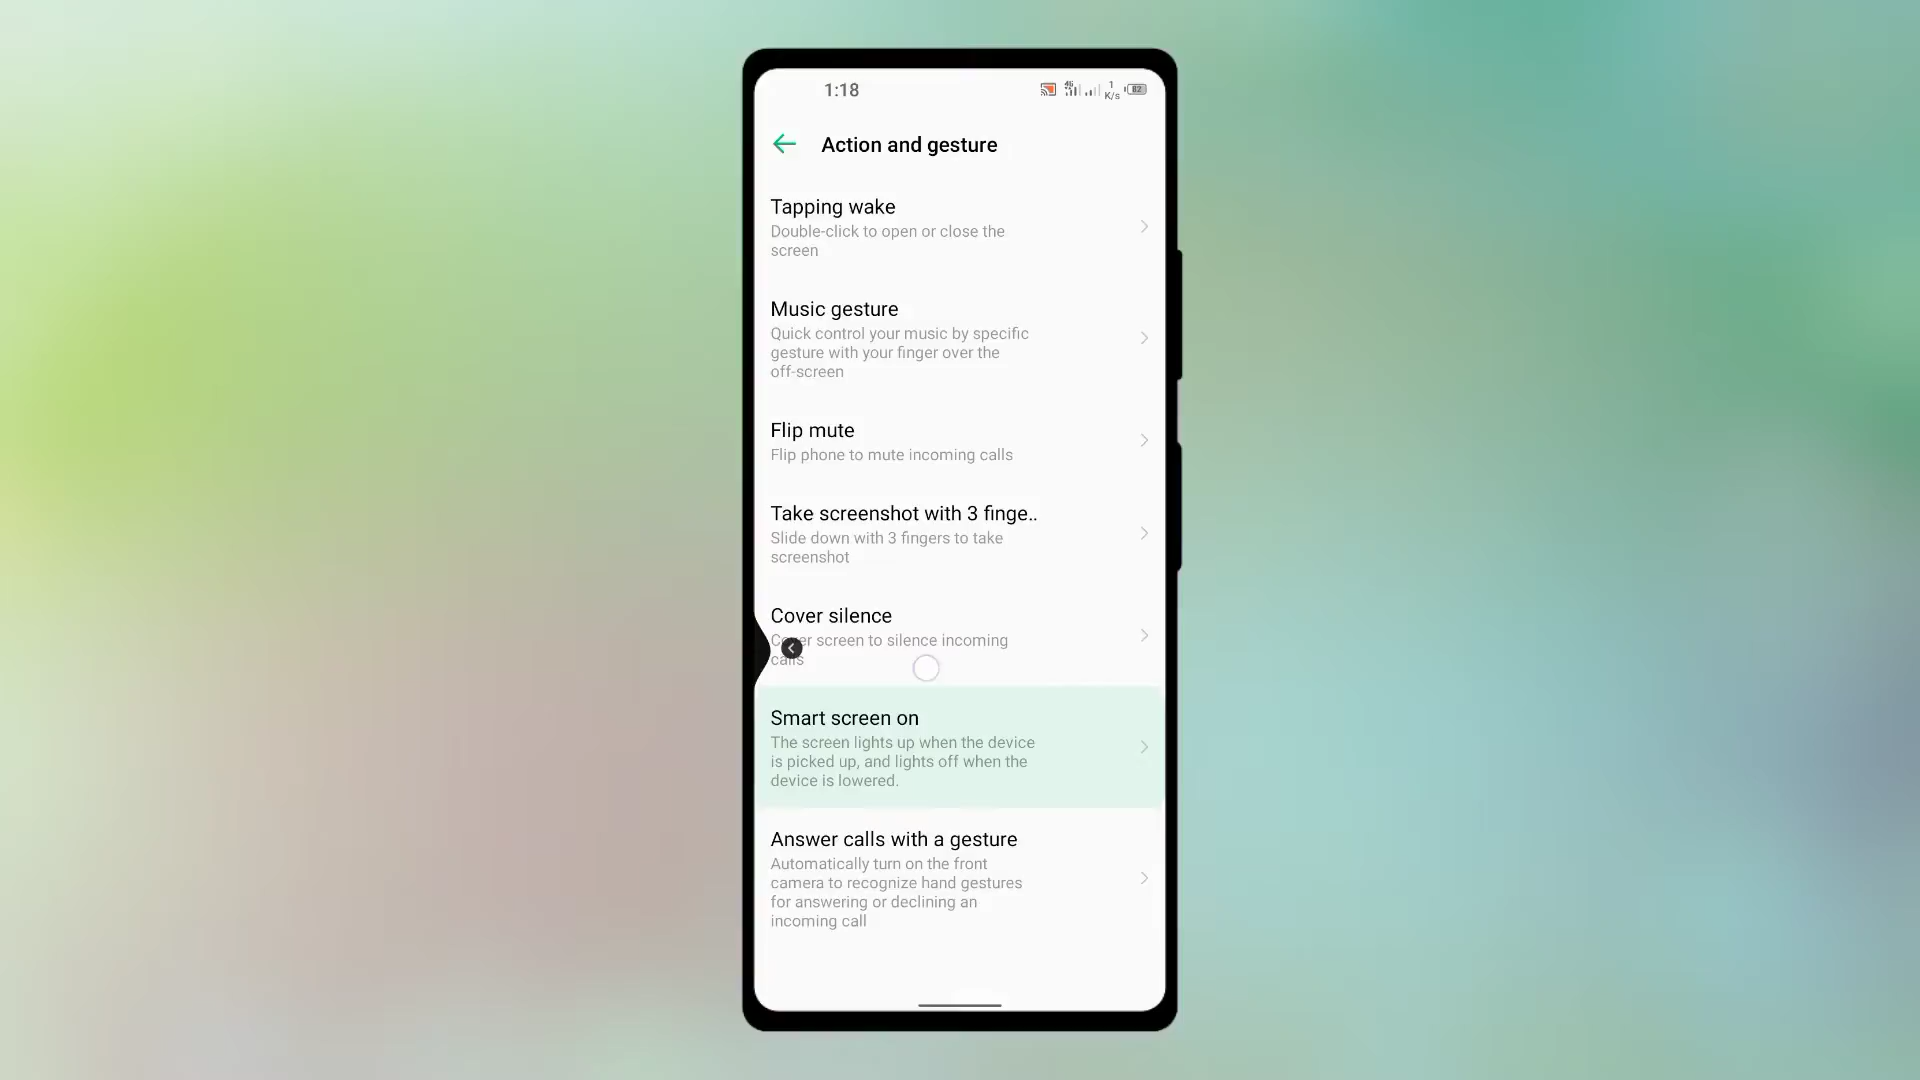 1:18
4G
1
K/s
82
Action and gesture
Tapping wake
Double-click to open or close the
screen
Music gesture
Quick control your music by specific
gesture with your finger over the
off-screen
Flip mute
Flip phone to mute incoming calls
Take screenshot with 3 finge..
Slide down with 3 fingers to take
screenshot
Cover silence
Cover screen to silence incoming
calls
Smart screen on
The screen lights up when the device
is picked up, and lights off when the
device is lowered.
Answer calls with a gesture
Automatically turn on the front
camera to recognize hand gestures
for answering or declining an
incoming call